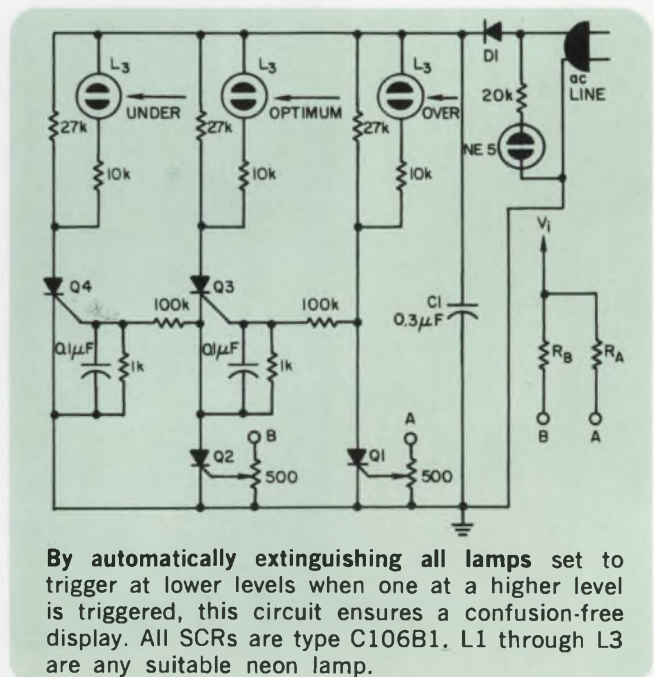 L3
UNDER
L3
OPTIMUM
L3
OVER
D1
ac
LINE
20k
NE 5
27k
10k
27k
10k
27k
10k
Vi
Q4
Q3
100k
100k
C1
0.3μF
0.1μF
1k
0.1μF
1k
RB
RA
B
A
B
A
Q2
500
Q1
500
By automatically extinguishing all lamps set to
trigger at lower levels when one at a higher level
is triggered, this circuit ensures a confusion-free
display. All SCRs are type C106B1. L1 through L3
are any suitable neon lamp.